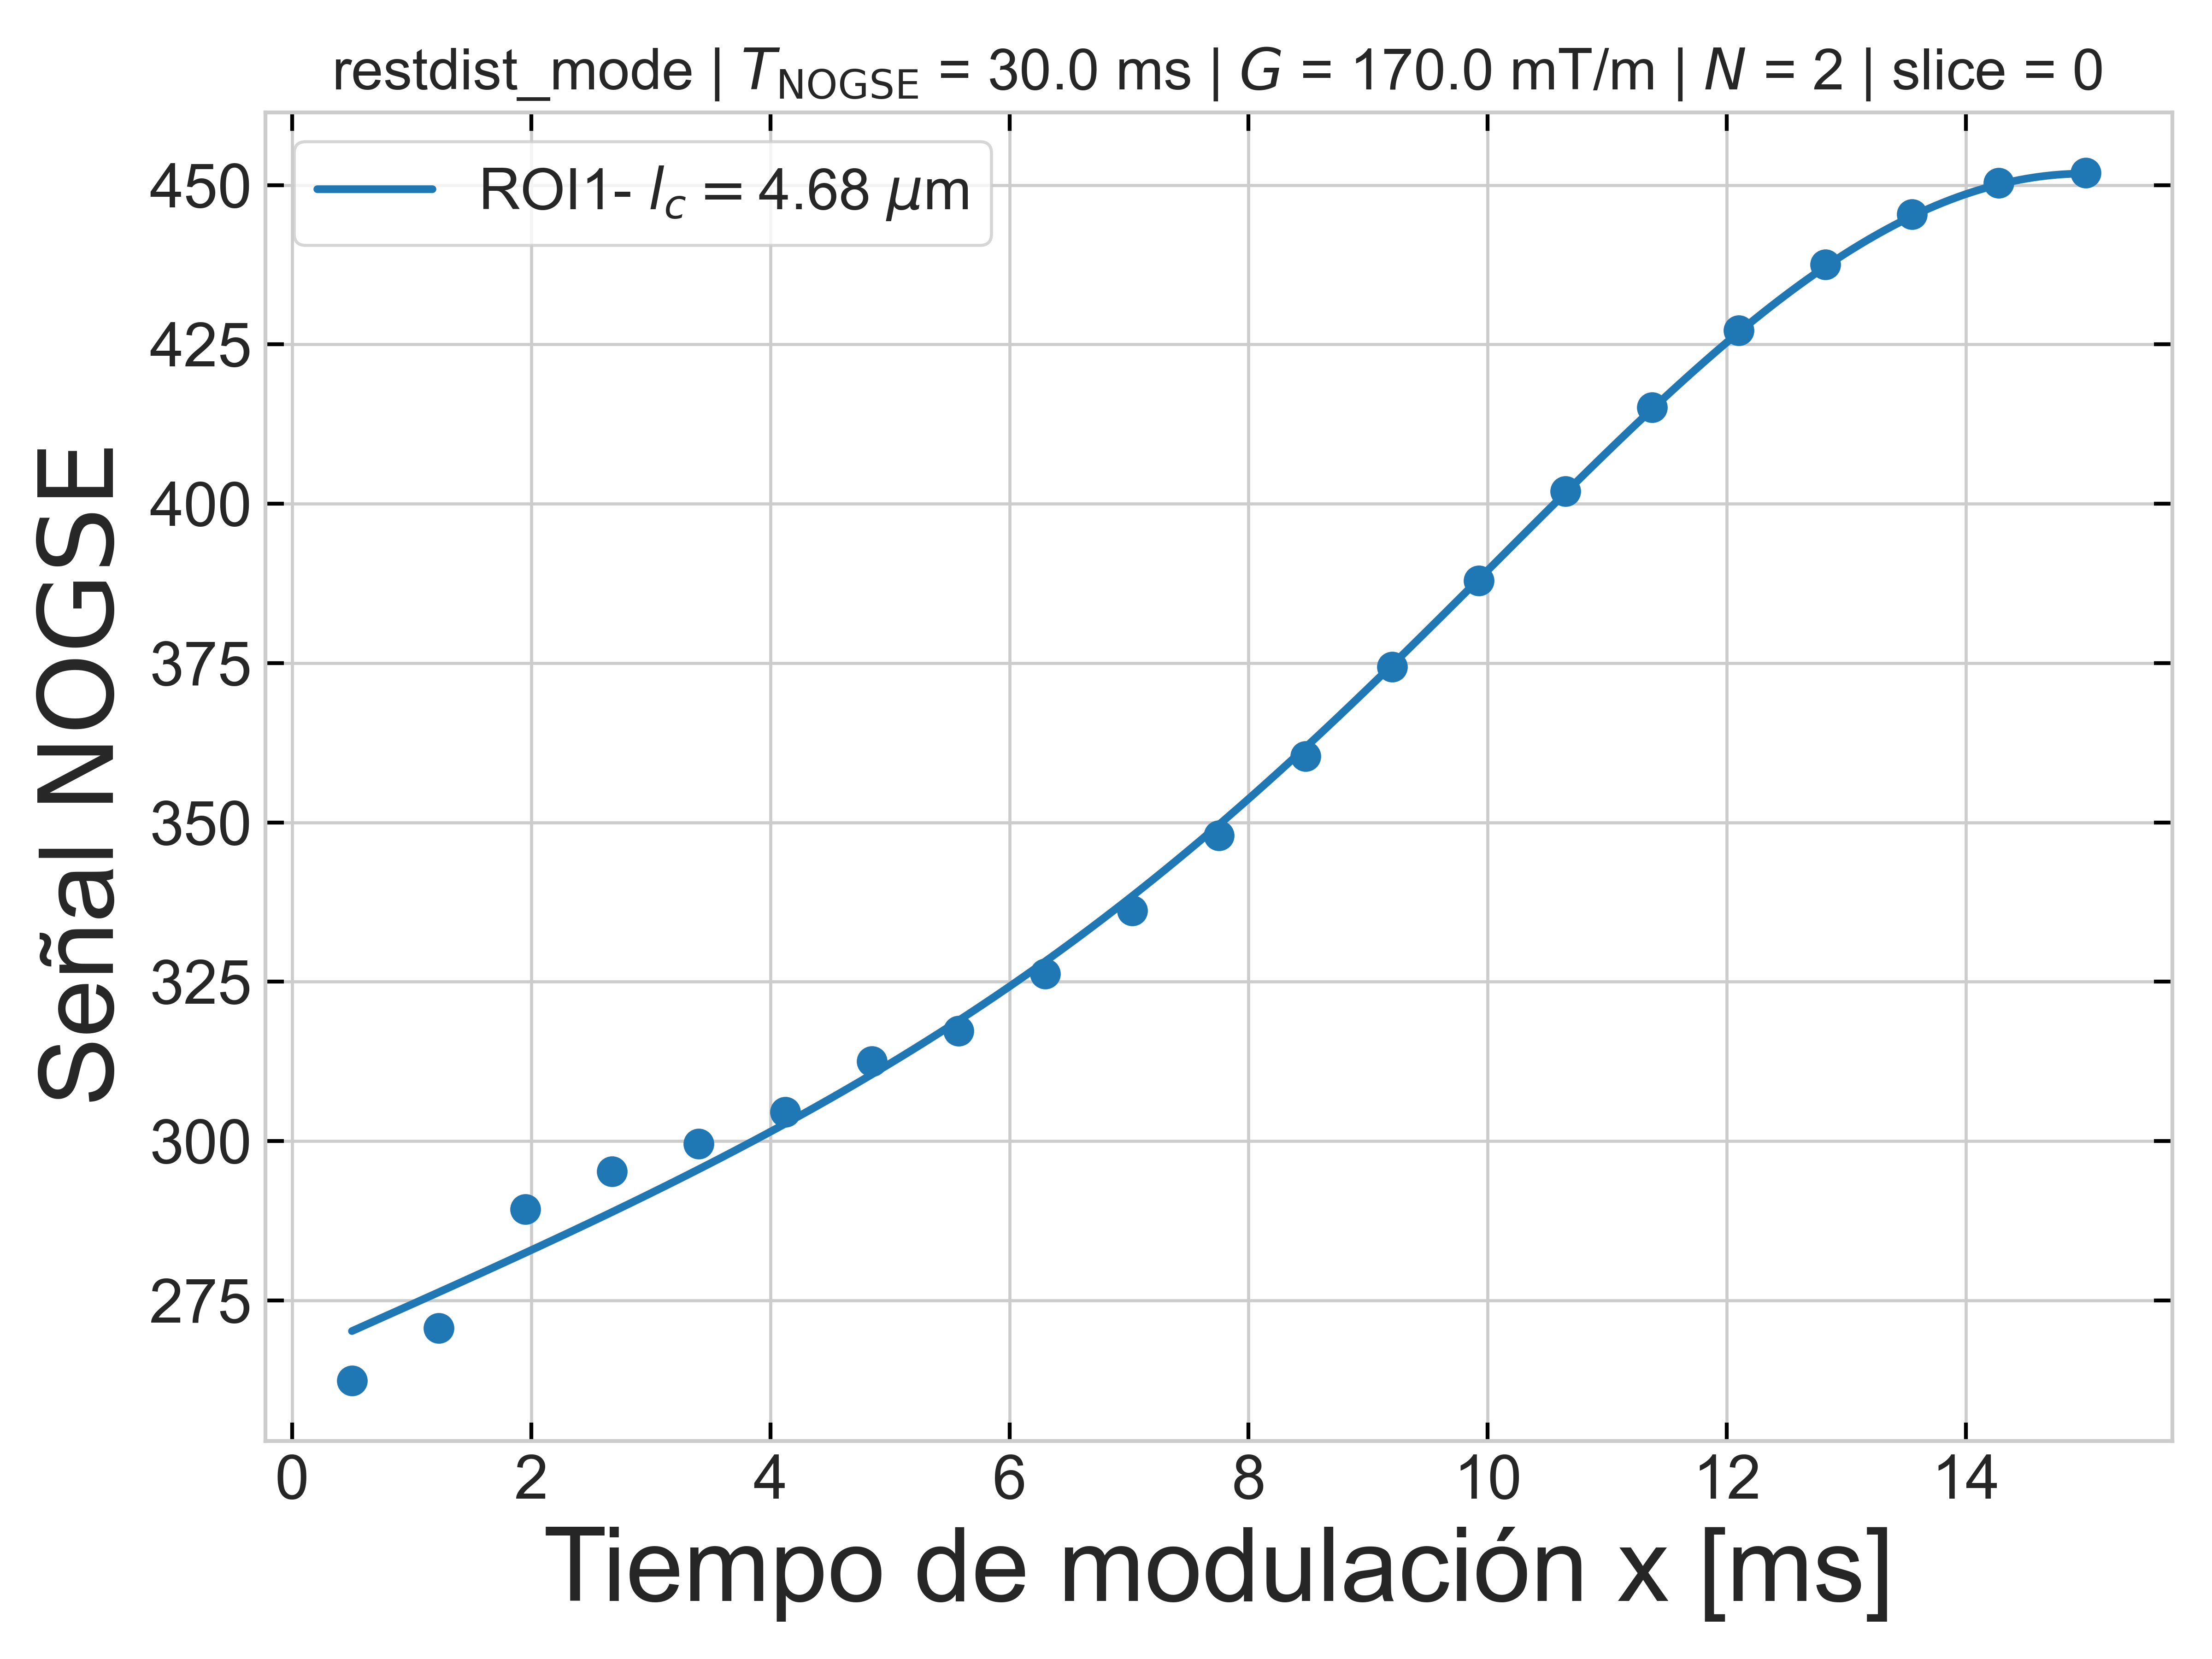 restdist_mode | T_NOGSE = 30.0 ms | G = 170.0 mT/m | N = 2 | slice = 0
ROI1- l_c = 4.68 μm
450
425
400
375
350
325
300
275
Señal NOGSE
0 2 4 6 8 10 12 14
Tiempo de modulación x [ms]